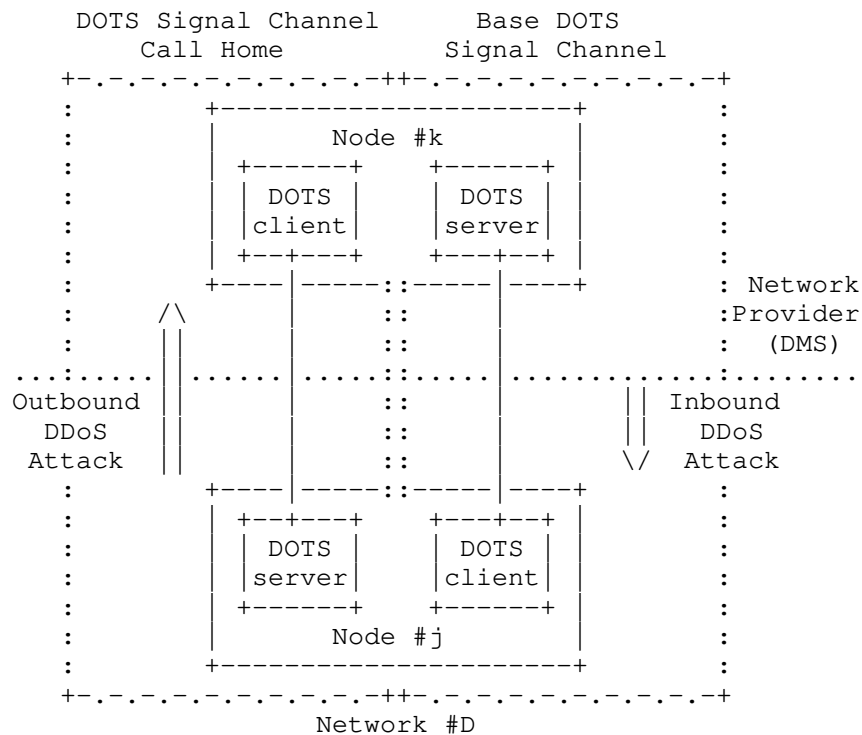 DOTS Signal Channel Base DOTS
Call Home Signal Channel
Node #k
DOTS DOTS
client server
Network
Provider
(DMS)
Outbound Inbound
DDoS DDoS
Attack Attack
DOTS DOTS
server client
Node #j
Network #D